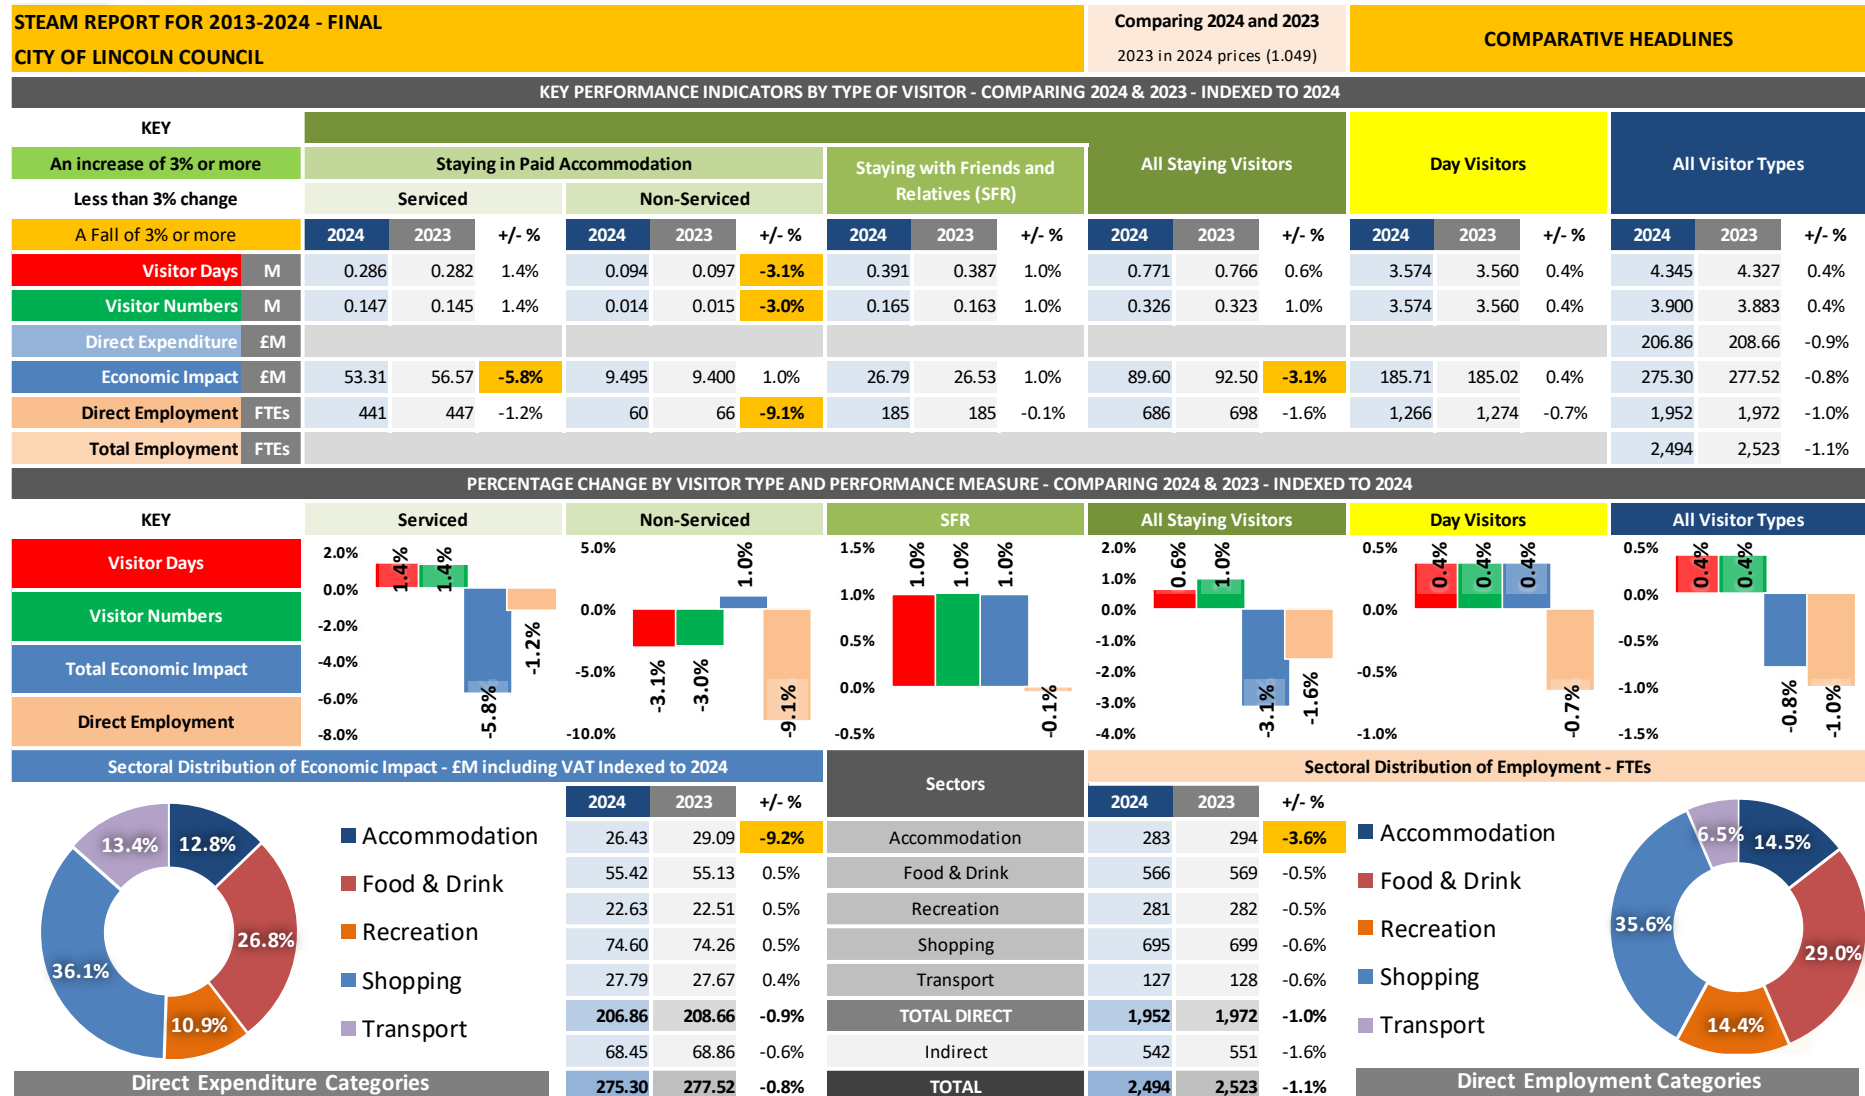 STEAM REPORT FOR 2013-2024 - FINAL
CITY OF LINCOLN COUNCIL
Comparing 2024 and 2023
2023 in 2024 prices (1.049)
COMPARATIVE HEADLINES
KEY PERFORMANCE INDICATORS BY TYPE OF VISITOR - COMPARING 2024 & 2023 - INDEXED TO 2024
KEY
An increase of 3% or more
Less than 3% change
A Fall of 3% or more
Staying in Paid Accommodation
Serviced
Non-Serviced
Staying with Friends and
Relatives (SFR)
All Staying Visitors
Day Visitors
All Visitor Types
2024 2023 +/- % 2024 2023 +/- % 2024 2023 +/- % 2024 2023 +/- % 2024 2023 +/- % 2024 2023 +/- %
Visitor Days M 0.286 0.282 1.4% 0.094 0.097 -3.1% 0.391 0.387 1.0% 0.771 0.766 0.6% 3.574 3.560 0.4% 4.345 4.327 0.4%
Visitor Numbers M 0.147 0.145 1.4% 0.014 0.015 -3.0% 0.165 0.163 1.0% 0.326 0.323 1.0% 3.574 3.560 0.4% 3.900 3.883 0.4%
Direct Expenditure £M 206.86 208.66 -0.9%
Economic Impact £M 53.31 56.57 -5.8% 9.495 9.400 1.0% 26.79 26.53 1.0% 89.60 92.50 -3.1% 185.71 185.02 0.4% 275.30 277.52 -0.8%
Direct Employment FTEs 441 447 -1.2% 60 66 -9.1% 185 185 -0.1% 686 698 -1.6% 1,266 1,274 -0.7% 1,952 1,972 -1.0%
Total Employment FTEs 2,494 2,523 -1.1%
PERCENTAGE CHANGE BY VISITOR TYPE AND PERFORMANCE MEASURE - COMPARING 2024 & 2023 - INDEXED TO 2024
KEY
Visitor Days
Visitor Numbers
Total Economic Impact
Direct Employment
Serviced
2.0%
0.0%
-2.0%
-4.0%
-6.0%
-8.0%
1.4%
1.4%
-5.8%
-1.2%
Non-Serviced
5.0%
0.0%
-5.0%
-10.0%
-3.1%
-3.0%
1.0%
-9.1%
SFR
1.5%
1.0%
0.5%
0.0%
-0.5%
1.0%
1.0%
1.0%
-0.1%
All Staying Visitors
2.0%
1.0%
0.0%
-1.0%
-2.0%
-3.0%
-4.0%
0.6%
1.0%
-3.1%
-1.6%
Day Visitors
0.5%
0.0%
-0.5%
-1.0%
0.4%
0.4%
0.4%
-0.7%
All Visitor Types
0.5%
0.0%
-0.5%
-1.0%
-1.5%
0.4%
0.4%
-0.8%
-1.0%
Sectoral Distribution of Economic Impact - £M including VAT Indexed to 2024
Sectors
Sectoral Distribution of Employment - FTEs
2024 2023 +/- % 2024 2023 +/- %
26.43 29.09 -9.2% Accommodation 283 294 -3.6%
55.42 55.13 0.5% Food & Drink 566 569 -0.5%
22.63 22.51 0.5% Recreation 281 282 -0.5%
74.60 74.26 0.5% Shopping 695 699 -0.6%
27.79 27.67 0.4% Transport 127 128 -0.6%
206.86 208.66 -0.9% TOTAL DIRECT 1,952 1,972 -1.0%
68.45 68.86 -0.6% Indirect 542 551 -1.6%
275.30 277.52 -0.8% TOTAL 2,494 2,523 -1.1%
12.8%
26.8%
10.9%
36.1%
13.4%
Accommodation
Food & Drink
Recreation
Shopping
Transport
Direct Expenditure Categories
Accommodation
Food & Drink
Recreation
Shopping
Transport
14.5%
29.0%
14.4%
35.6%
6.5%
Direct Employment Categories